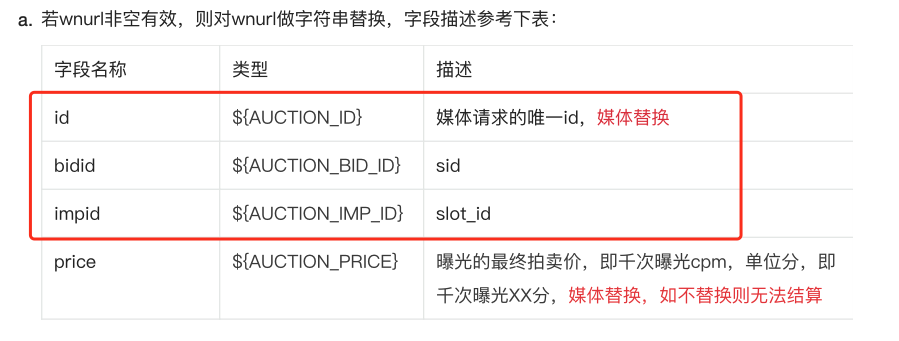 a. 若wnurl非空有效，则对wnurl做字符串替换，字段描述参考下表：
字段名称 类型 描述
id ${AUCTION_ID} 媒体请求的唯一id，媒体替换
bidid ${AUCTION_BID_ID} sid
impid ${AUCTION_IMP_ID} slot_id
price ${AUCTION_PRICE} 曝光的最终拍卖价，即千次曝光cpm，单位分，即
千次曝光XX分，媒体替换，如不替换则无法结算